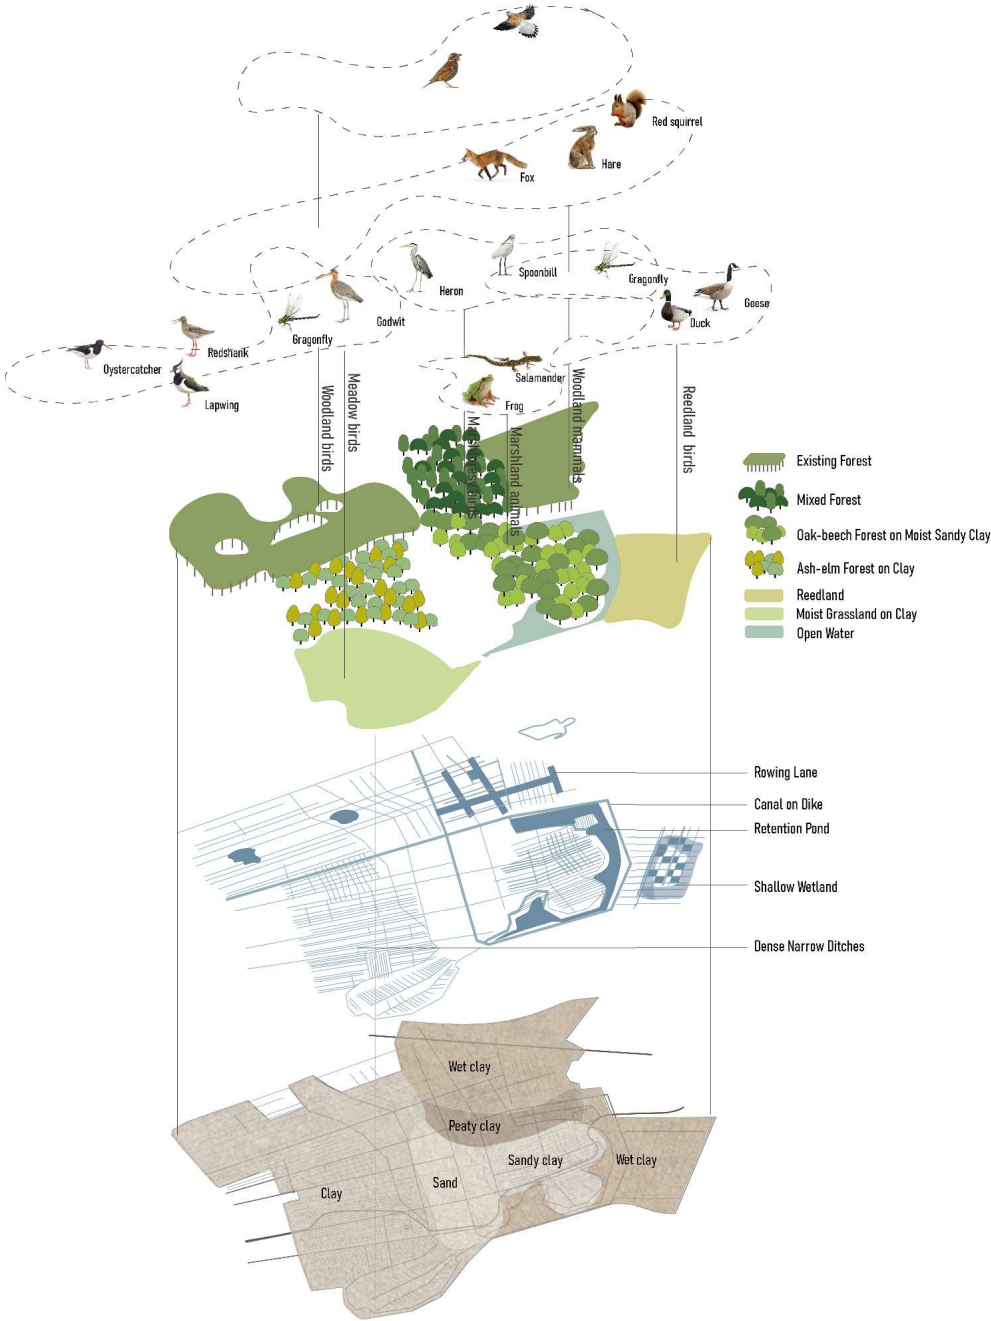 Red squirrel
Hare
Fox
Spoonbill
Gragonfly
Heron
Geese
Godwit
Duck
Gragonfly
Redshank
Oystercatcher
Salamander
Lapwing
Frog
Woodland birds
Meadow birds
Marshland animals
Woodland mammals
Reedland birds
Existing Forest
Mixed Forest
Oak-beech Forest on Moist Sandy Clay
Ash-elm Forest on Clay
Reedland
Moist Grassland on Clay
Open Water
Rowing Lane
Canal on Dike
Retention Pond
Shallow Wetland
Dense Narrow Ditches
Wet clay
Peaty clay
Sandy clay
Wet clay
Sand
Clay